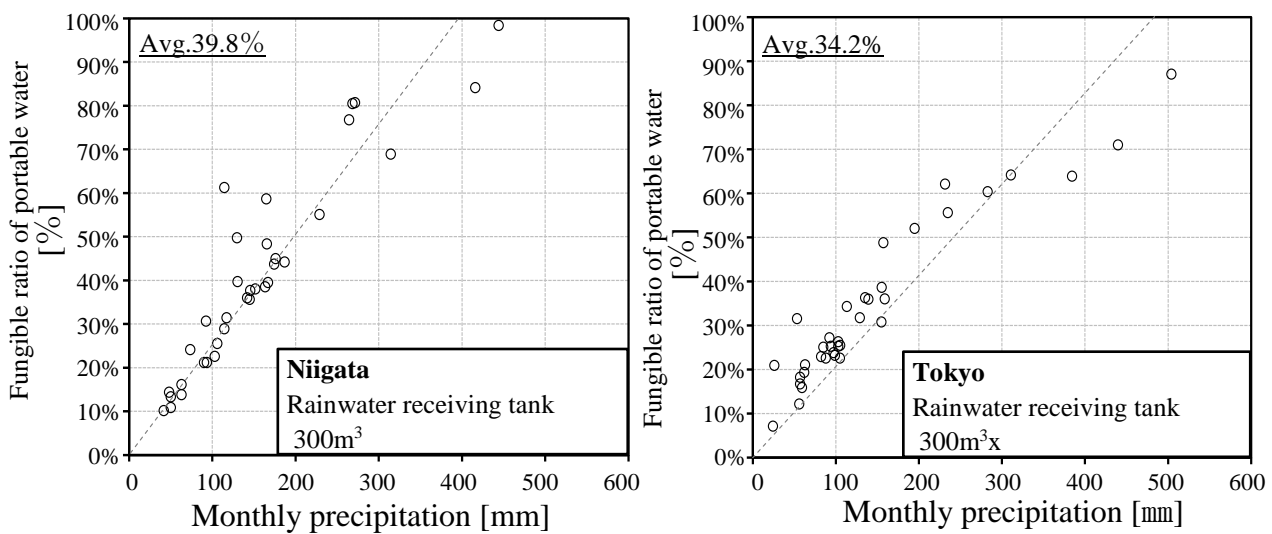 Avg.39.8%
100%
90%
80%
70%
60%
50%
40%
30%
20%
10%
0%
Fungible ratio of portable water
[%]
Niigata
Rainwater receiving tank
300m³
0 100 200 300 400 500 600
Monthly precipitation [mm]
Avg.34.2%
100%
90%
80%
70%
60%
50%
40%
30%
20%
10%
0%
Fungible ratio of portable water
[%]
Tokyo
Rainwater receiving tank
300m³x
0 100 200 300 400 500 600
Monthly precipitation [㎜]